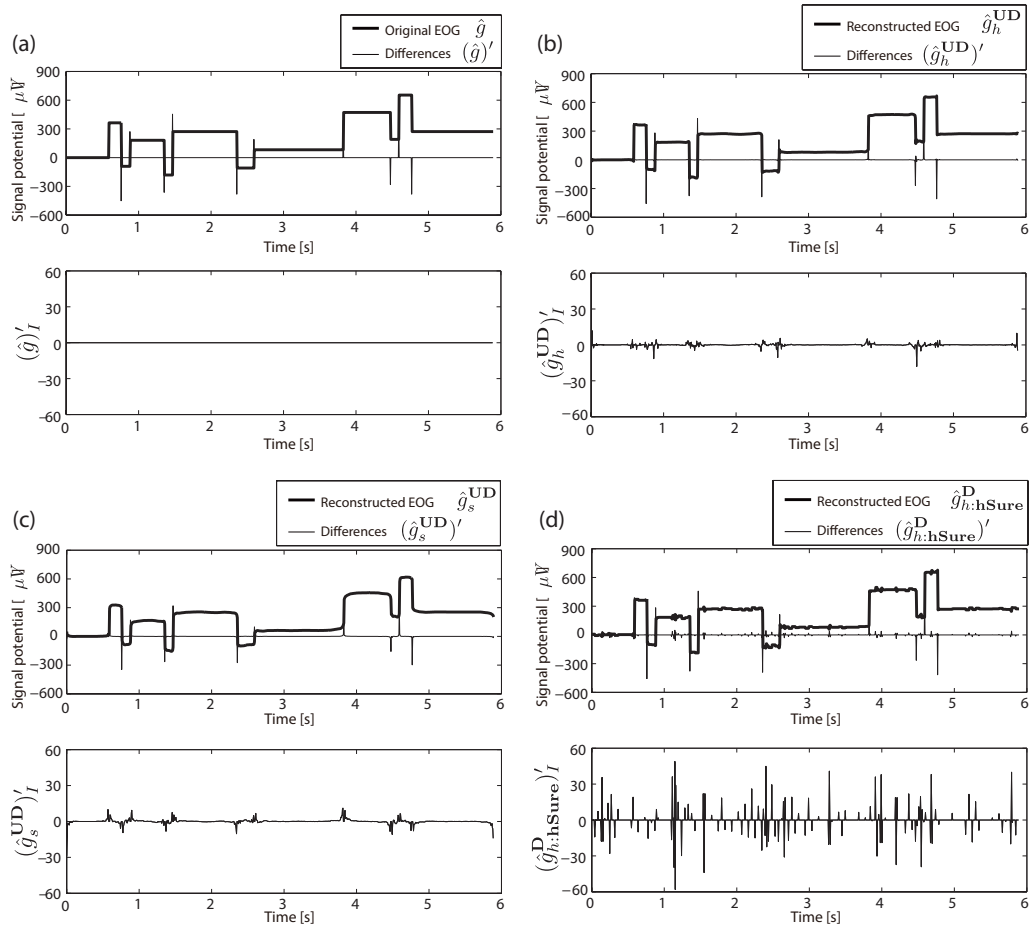 (a)
Original EOG ĝ
Differences (ĝ)′
Signal potential [ μV
900
600
300
0
−300
−600
0 1 2 3 4 5 6
Time [s]
(ĝ)′_I
60
30
0
−30
−60
0 1 2 3 4 5 6
Time [s]
(b)
Reconstructed EOG ĝ_h^UD
Differences (ĝ_h^UD)′
Signal potential [ μV
900
600
300
0
−300
−600
0 1 2 3 4 5 6
Time [s]
(ĝ_h^UD)′_I
60
30
0
−30
−60
0 1 2 3 4 5 6
Time [s]
(c)
Reconstructed EOG ĝ_s^UD
Differences (ĝ_s^UD)′
Signal potential [ μV
900
600
300
0
−300
−600
0 1 2 3 4 5 6
Time [s]
(ĝ_s^UD)′_I
60
30
0
−30
−60
0 1 2 3 4 5 6
Time [s]
(d)
Reconstructed EOG ĝ_h:hSure^D
Differences (ĝ_h:hSure^D)′
Signal potential [ μV
900
600
300
0
−300
−600
0 1 2 3 4 5 6
Time [s]
(ĝ_h:hSure^D)′_I
60
30
0
−30
−60
0 1 2 3 4 5 6
Time [s]